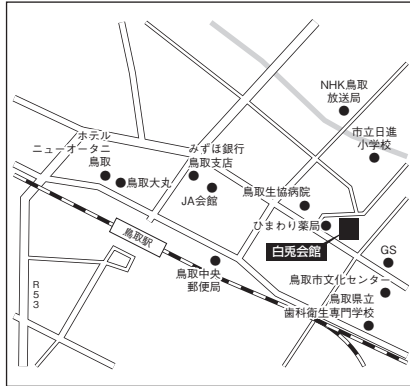 NHK鳥取
放送局
市立日進
小学校
ホテル
ニューオータニ
鳥取
みずほ銀行
鳥取支店
鳥取大丸
JA会館
鳥取生協病院
ひまわり薬局
白兎会館
GS
鳥取駅
鳥取中央
郵便局
鳥取市文化センター
鳥取県立
歯科衛生専門学校
R53